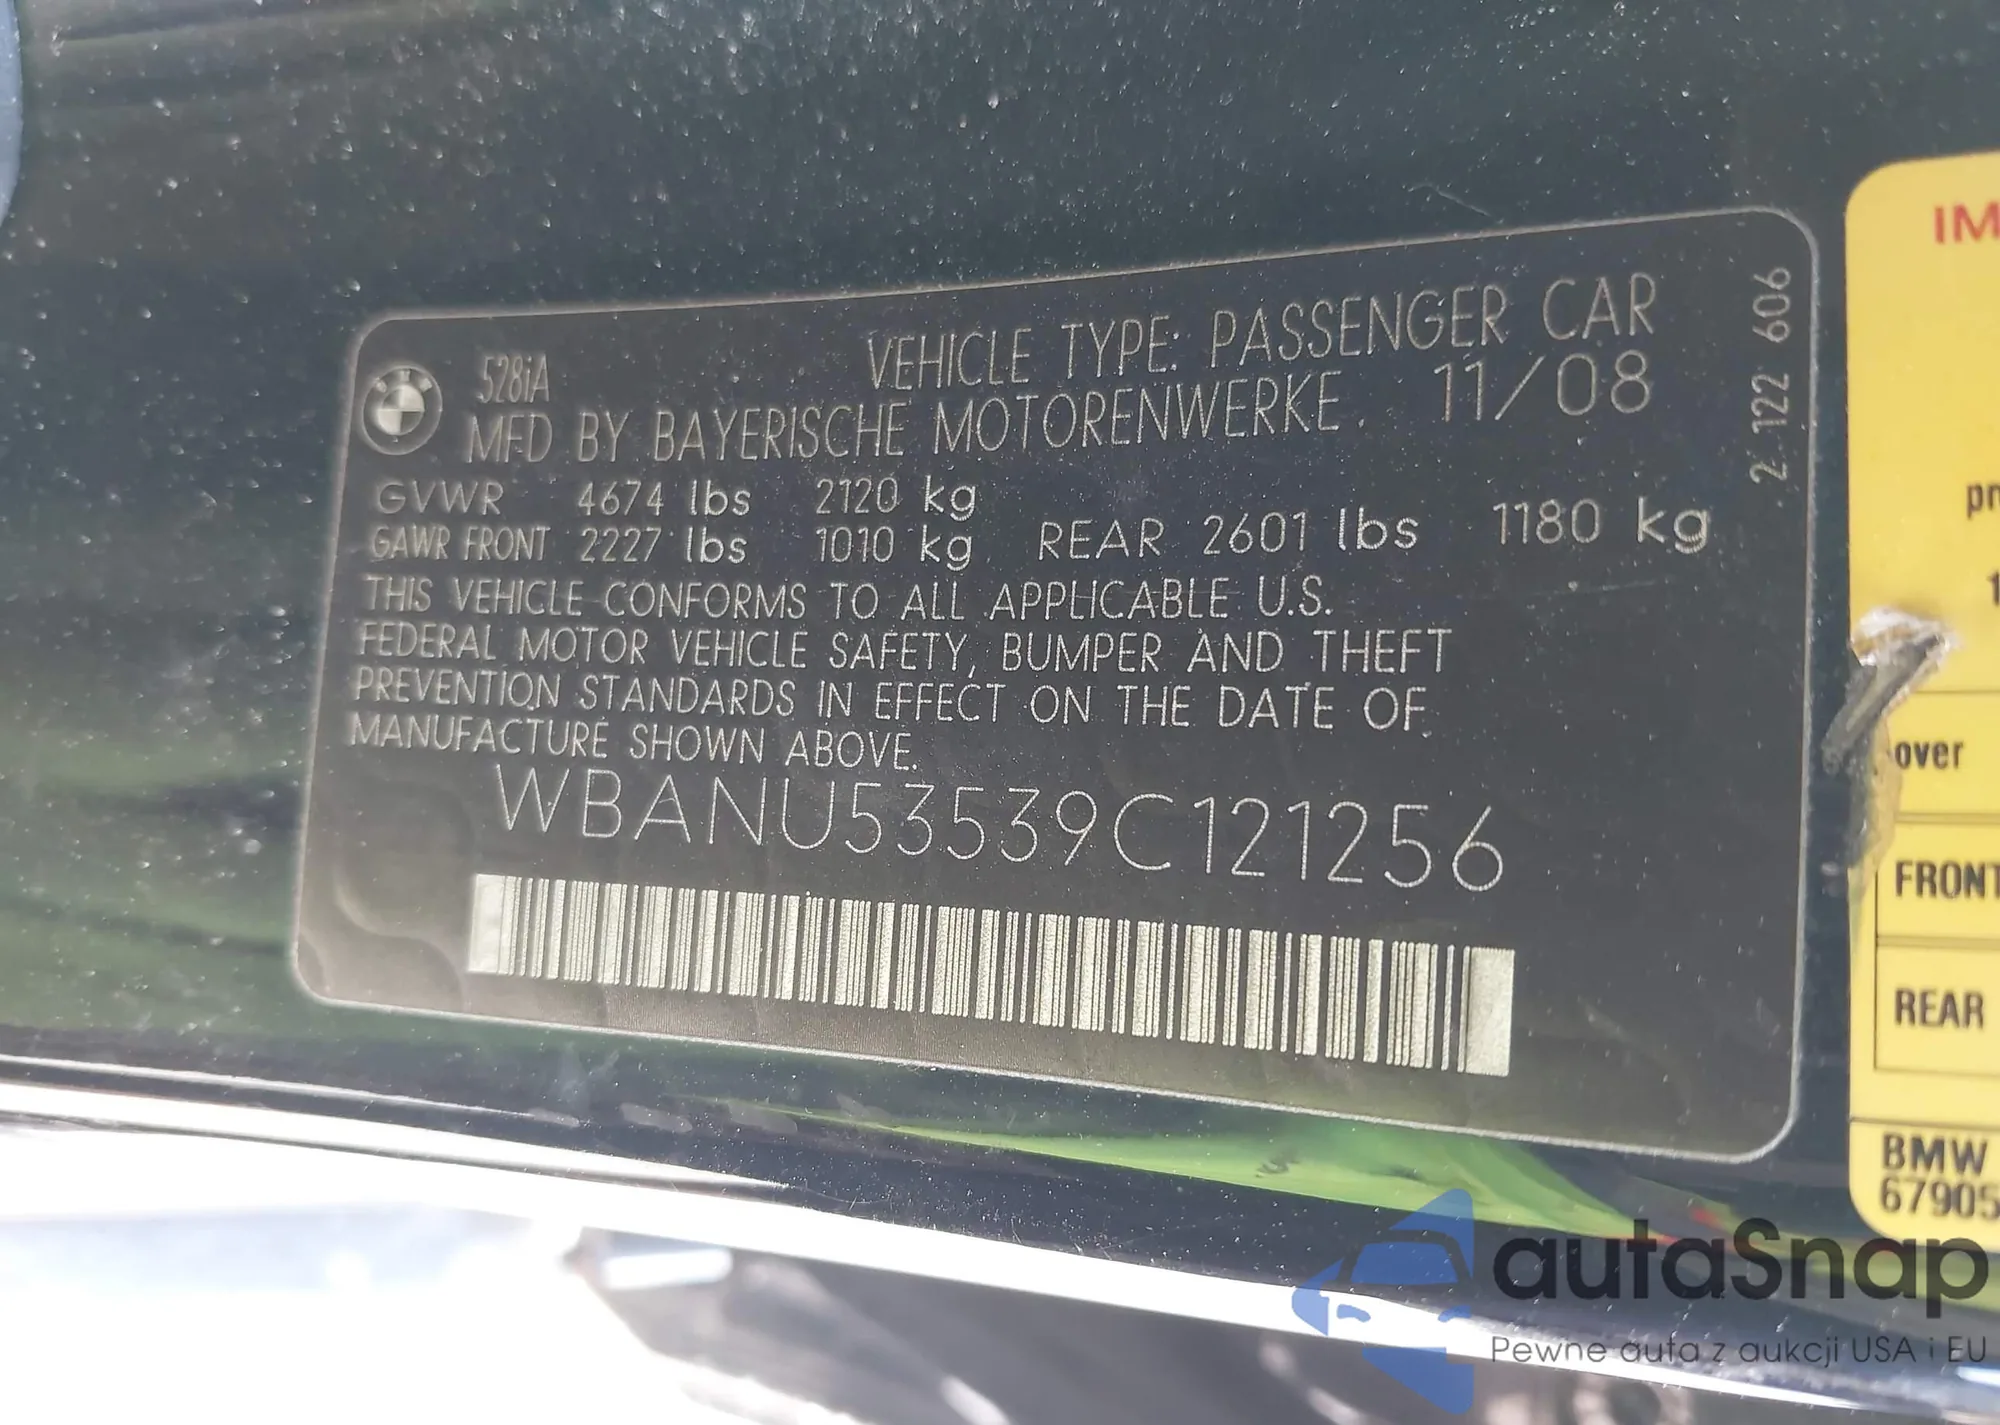 528iA
VEHICLE TYPE: PASSENGER CAR
MFD BY BAYERISCHE MOTORENWERKE. 11/08
GVWR 4674 lbs 2120 kg
GAWR FRONT 2227 lbs 1010 kg REAR 2601 lbs 1180 kg
THIS VEHICLE CONFORMS TO ALL APPLICABLE U.S.
FEDERAL MOTOR VEHICLE SAFETY, BUMPER AND THEFT
PREVENTION STANDARDS IN EFFECT ON THE DATE OF
MANUFACTURE SHOWN ABOVE.
WBANU53539C121256
2 122 606
over
FRONT
REAR
BMW
67905
autaSnap
Pewne auta z aukcji USA i EU